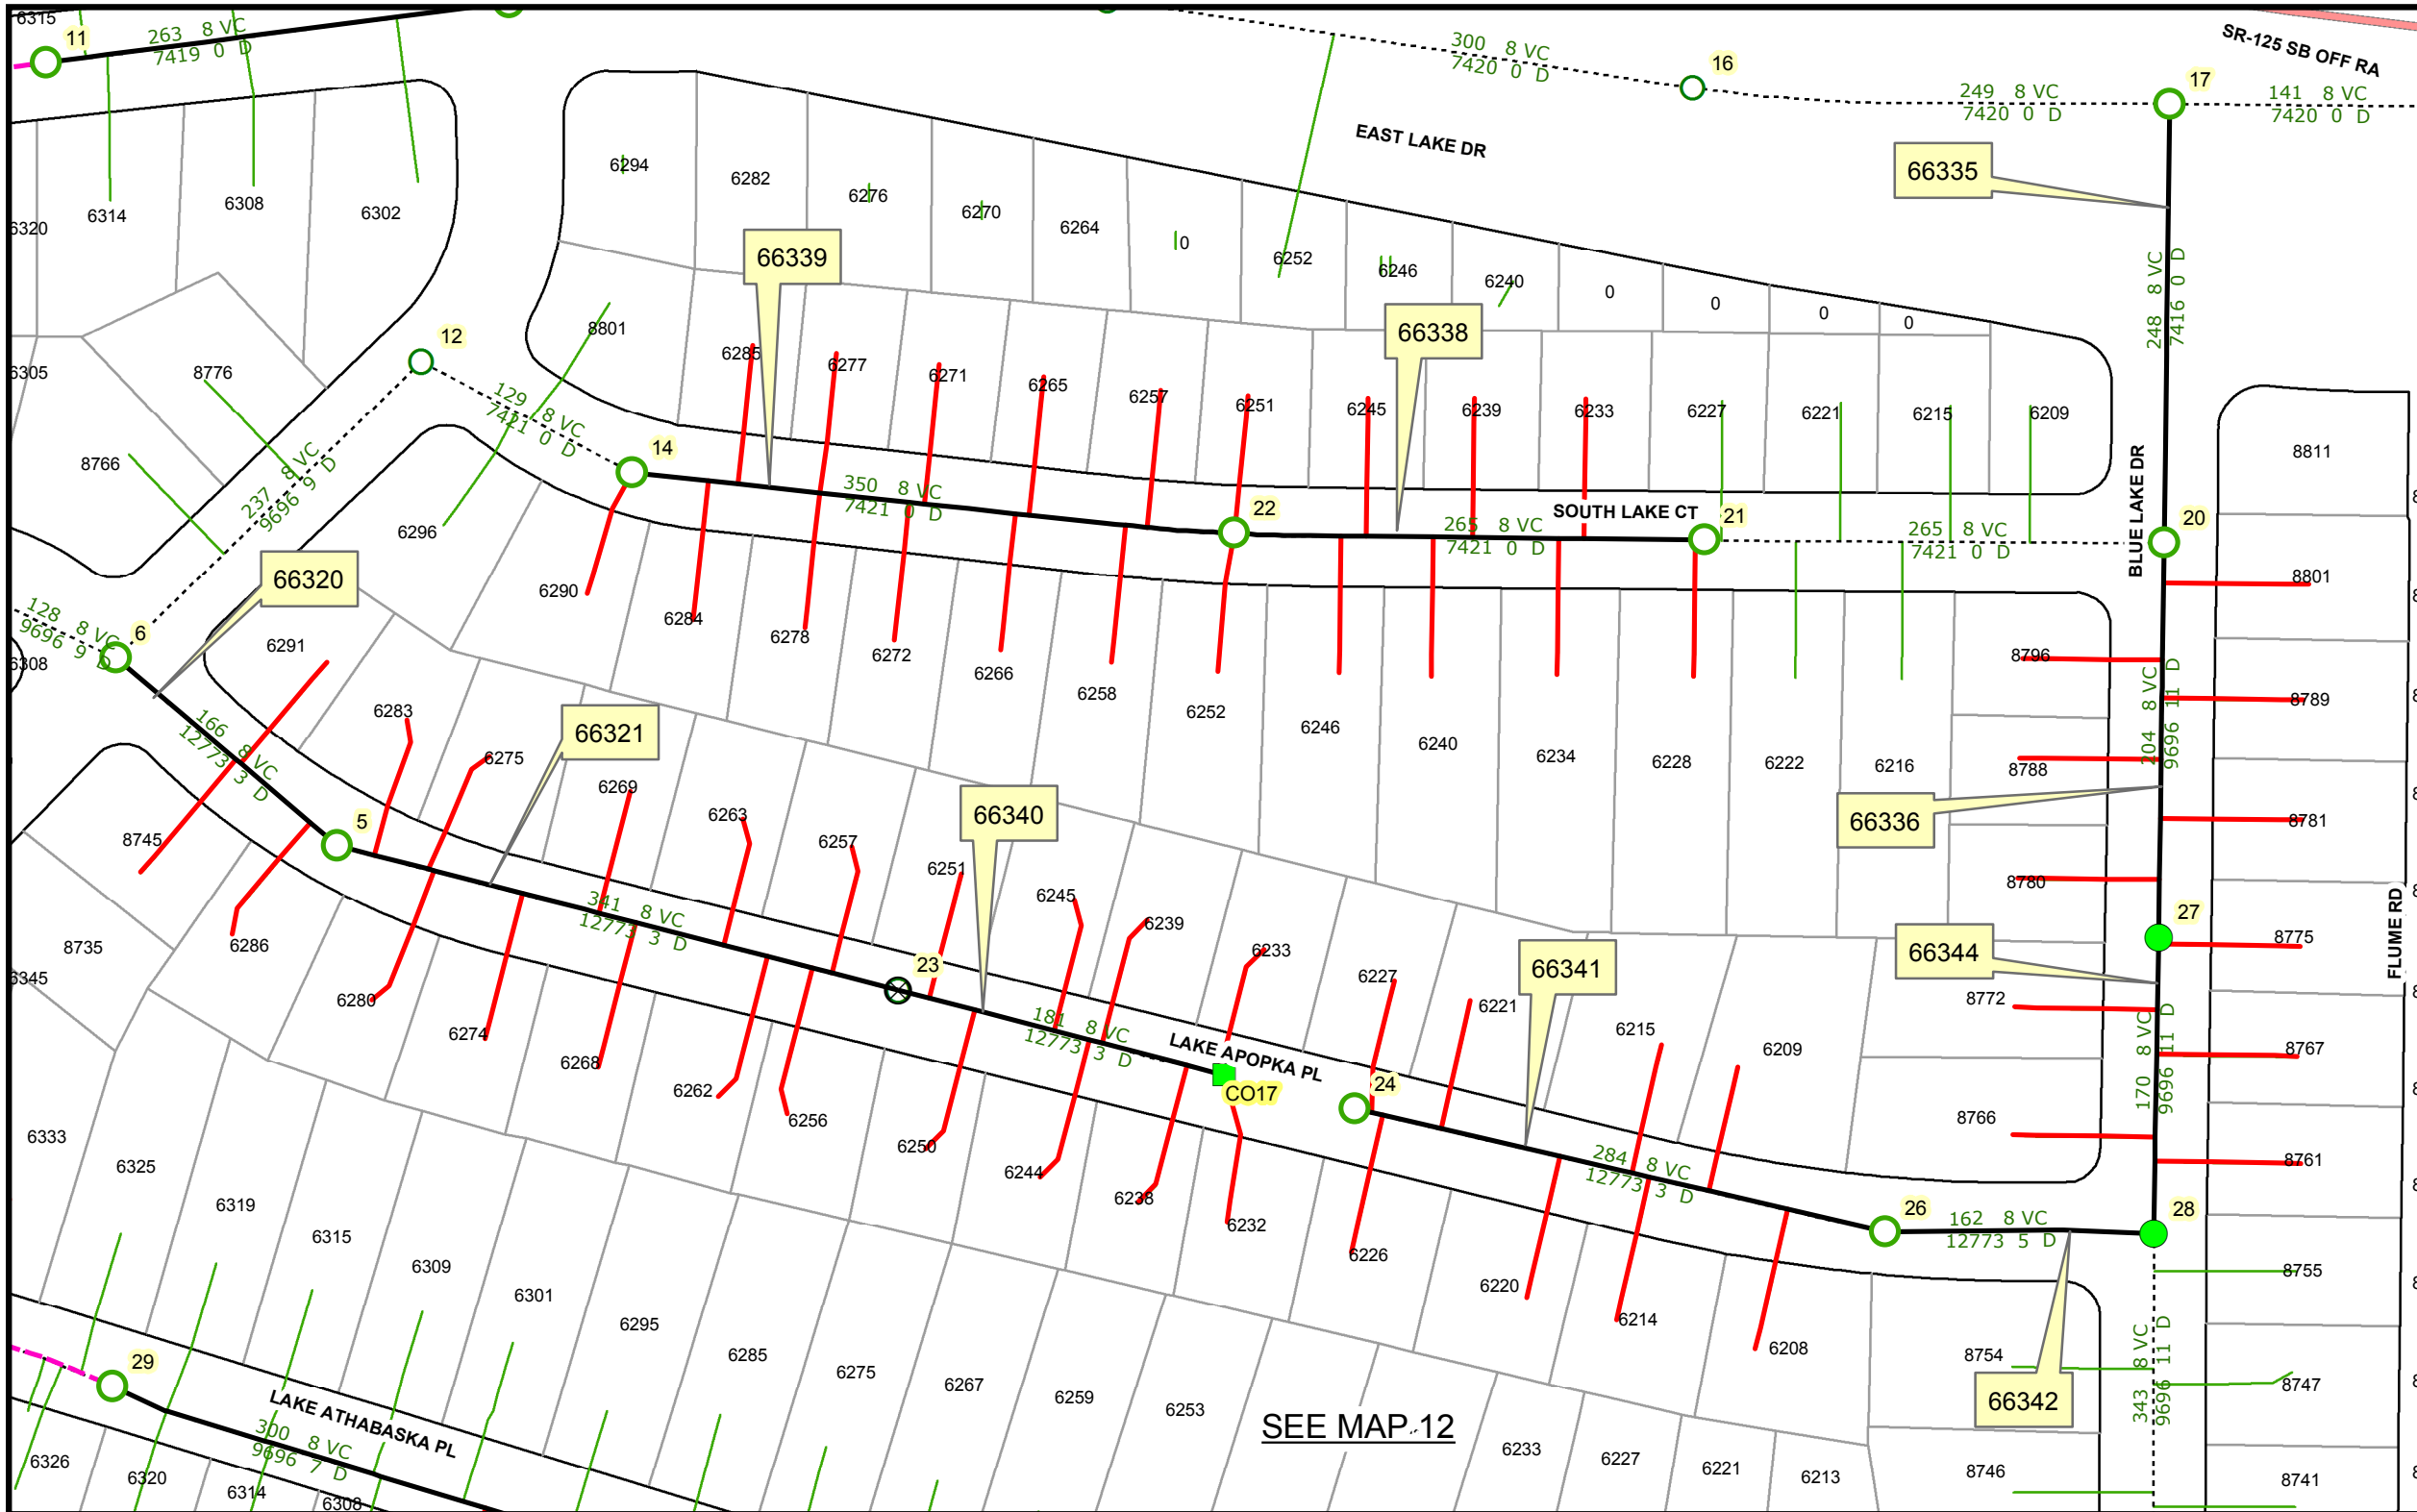 6315
11
263 8 VC
7419 0 D
300 8 VC
7420 0 D
16
SR-125 SB OFF RA
17
249 8 VC
7420 0 D
141 8 VC
7420 0 D
EAST LAKE DR
66335
6320
6314
6308
6302
6294
6282
6276
6270
6264
0
6252
6246
6240
0
0
0
0
66339
66338
248 8 VC
7416 0 D
12
8801
6285
6277
6271
6265
6257
6251
6245
6239
6233
6227
6221
6215
6209
6305
8776
8766
129 8 VC
7421 0 D
237 8 VC
9696 9 D
14
350 8 VC
7421 0 D
22
SOUTH LAKE CT
21
265 8 VC
7421 0 D
265 8 VC
7421 0 D
20
BLUE LAKE DR
8811
8801
6296
66320
6290
6284
6278
6272
6266
6258
6252
6246
6240
6234
6228
6222
6216
128 8 VC
9696 9 D
6
6308
6291
8796
8789
204 8 VC
9696 11 D
8788
8781
8780
66336
166 8 VC
12773 3 D
6283
6275
66321
6269
6263
6257
66340
6251
6245
6239
6233
6227
66341
6221
6215
6209
5
8745
8735
6345
6286
6280
6274
6268
6262
6256
6250
6244
6238
6232
341 8 VC
12773 3 D
23
181 8 VC
12773 3 D
LAKE APOPKA PL
CO17
24
27
66344
8775
FLUME RD
8772
8767
170 8 VC
9696 11 D
8766
8761
284 8 VC
12773 3 D
26
162 8 VC
12773 5 D
28
6226
6220
6214
6208
8755
8754
8747
343 8 VC
9696 11 D
66342
8746
8741
6333
6325
6319
6315
6309
6301
6295
6285
6275
6267
6259
6253
SEE MAP 12
6233
6227
6221
6213
29
LAKE ATHABASKA PL
300 8 VC
9696 7 D
6326
6320
6314
6308